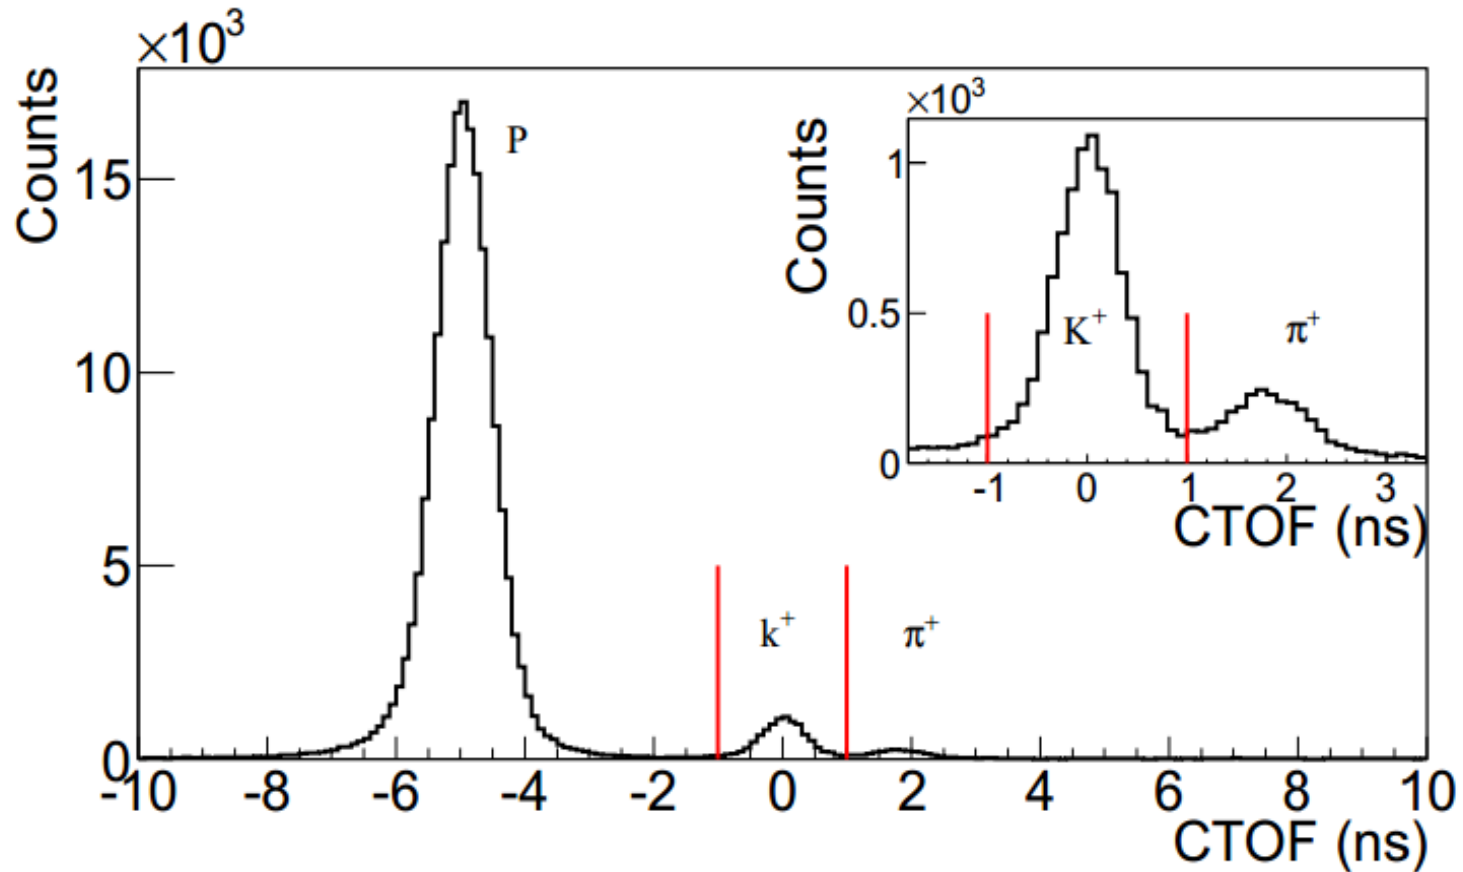 ×10³
Counts
15
10
5
0
P
k⁺
π⁺
-10 -8 -6 -4 -2 0 2 4 6 8 10
CTOF (ns)
×10³
Counts
1
0.5
0
K⁺
π⁺
-1 0 1 2 3
CTOF (ns)